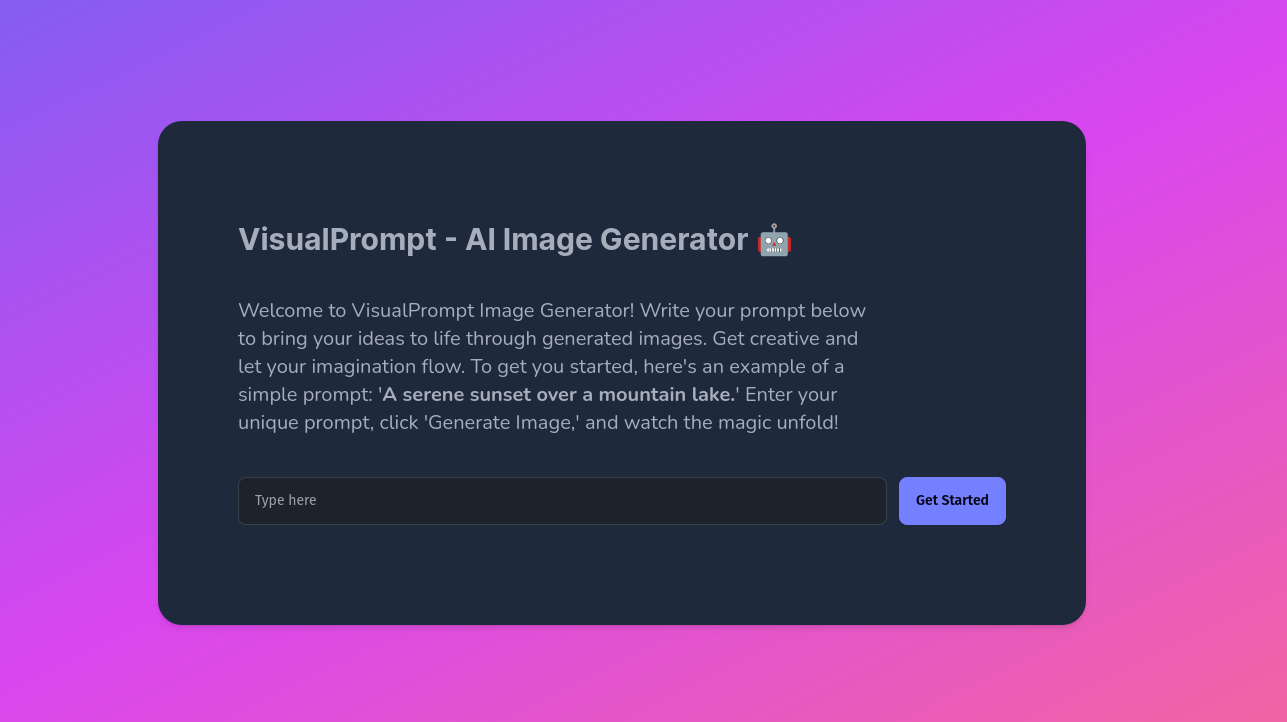 VisualPrompt - AI Image Generator 🤖
Welcome to VisualPrompt Image Generator! Write your prompt below
to bring your ideas to life through generated images. Get creative and
let your imagination flow. To get you started, here's an example of a
simple prompt: 'A serene sunset over a mountain lake.' Enter your
unique prompt, click 'Generate Image,' and watch the magic unfold!
Type here
Get Started